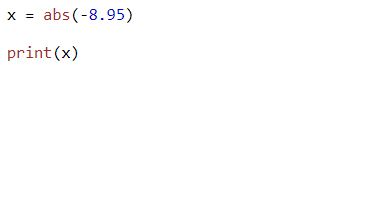 x = abs(-8.95)
print(x)